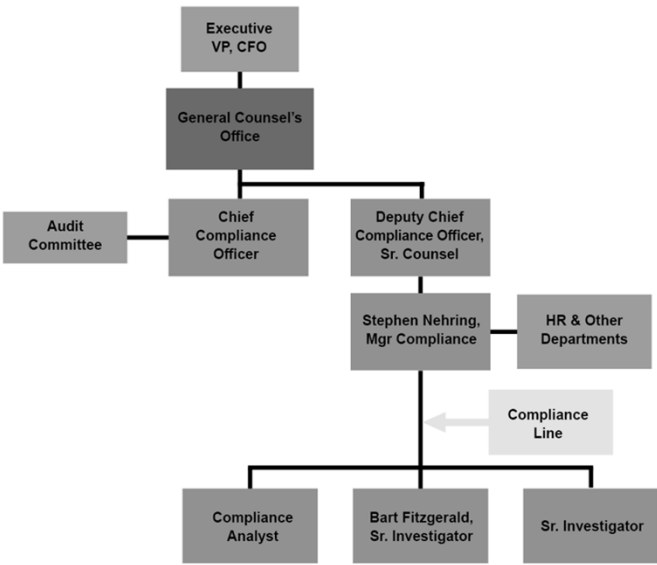 Executive
VP, CFO
General Counsel's
Office
Audit
Committee
Chief
Compliance
Officer
Deputy Chief
Compliance Officer,
Sr. Counsel
Stephen Nehring,
Mgr Compliance
HR & Other
Departments
Compliance
Line
Compliance
Analyst
Bart Fitzgerald,
Sr. Investigator
Sr. Investigator